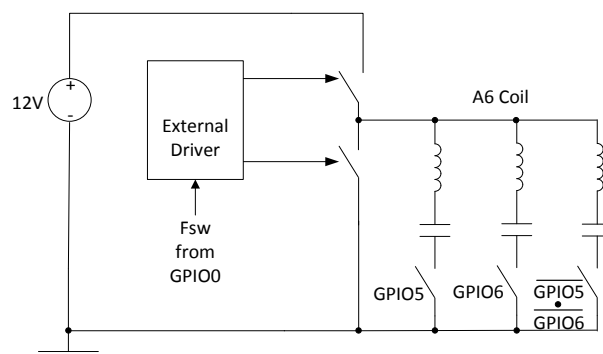 12V
+
-
External
Driver
Fsw
from
GPIO0
A6 Coil
GPIO5
GPIO6
GPIO5
•
GPIO6